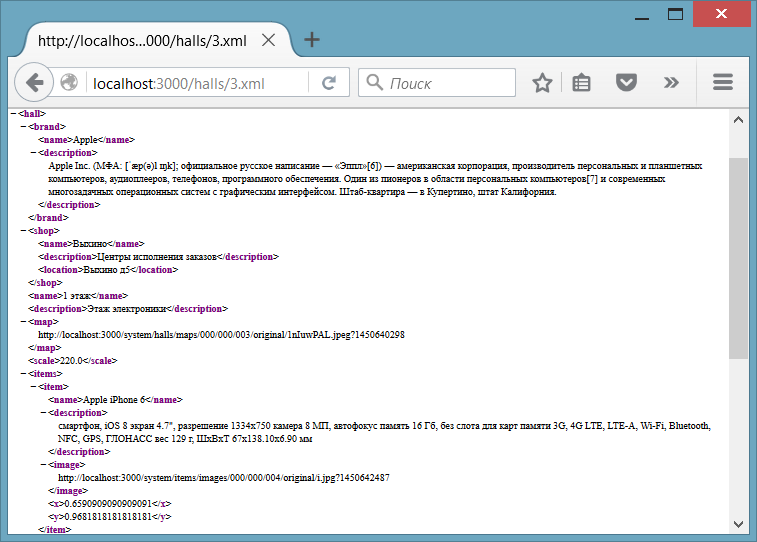 http://localhos...000/halls/3.xml
localhost:3000/halls/3.xml
Поиск
−<hall>
−<brand>
<name>Apple</name>
−<description>
Apple Inc. (МФА: [ˈær(ə)l ıŋk]; официальное русское написание — «Эппл»[6]) — американская корпорация, производитель персональных и планшетных
компьютеров, аудиоплееров, телефонов, программного обеспечения. Один из пионеров в области персональных компьютеров[7] и современных
многозадачных операционных систем с графическим интерфейсом. Штаб-квартира — в Купертино, штат Калифорния.
</description>
</brand>
−<shop>
<name>Выхино</name>
<description>Центры исполнения заказов</description>
<location>Выхино д5</location>
</shop>
<name>1 этаж</name>
<description>Этаж электроники</description>
−<map>
http://localhost:3000/system/halls/maps/000/000/003/original/1nIuwPAL.jpeg?1450640298
</map>
<scale>220.0</scale>
−<items>
−<item>
<name>Apple iPhone 6</name>
−<description>
смартфон, iOS 8 экран 4.7", разрешение 1334x750 камера 8 МП, автофокус память 16 Гб, без слота для карт памяти 3G, 4G LTE, LTE-A, Wi-Fi, Bluetooth,
NFC, GPS, ГЛОНАСС вес 129 г, ШxВxТ 67x138.10x6.90 мм
</description>
−<image>
http://localhost:3000/system/items/images/000/000/004/original/i.jpg?1450642487
</image>
<x>0.6590909090909091</x>
<y>0.9681818181818181</y>
</item>